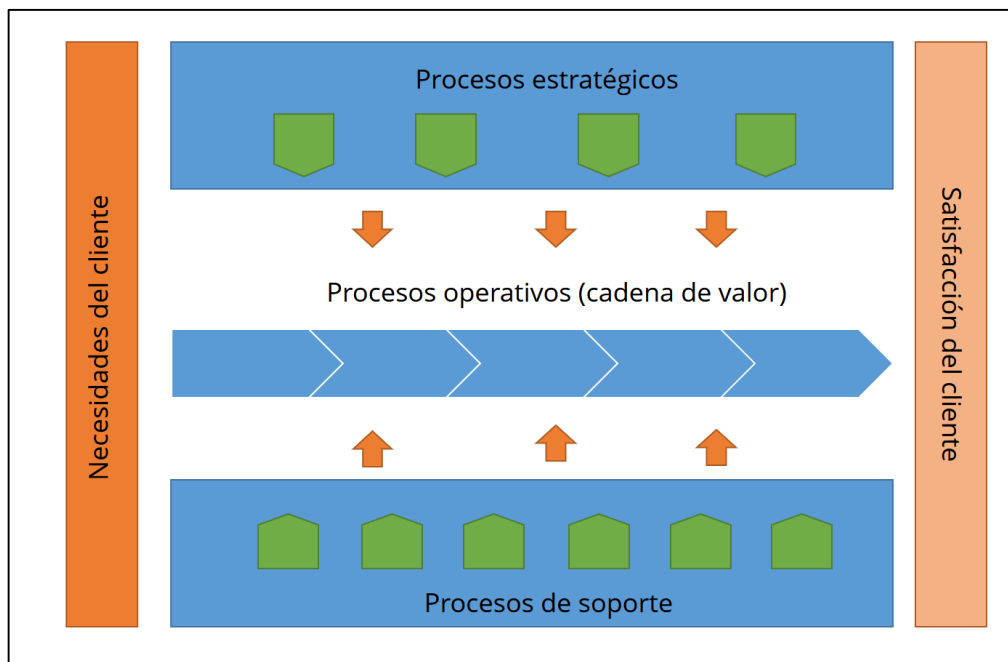 Necesidades del cliente
Procesos estratégicos
Procesos operativos (cadena de valor)
Procesos de soporte
Satisfacción del cliente